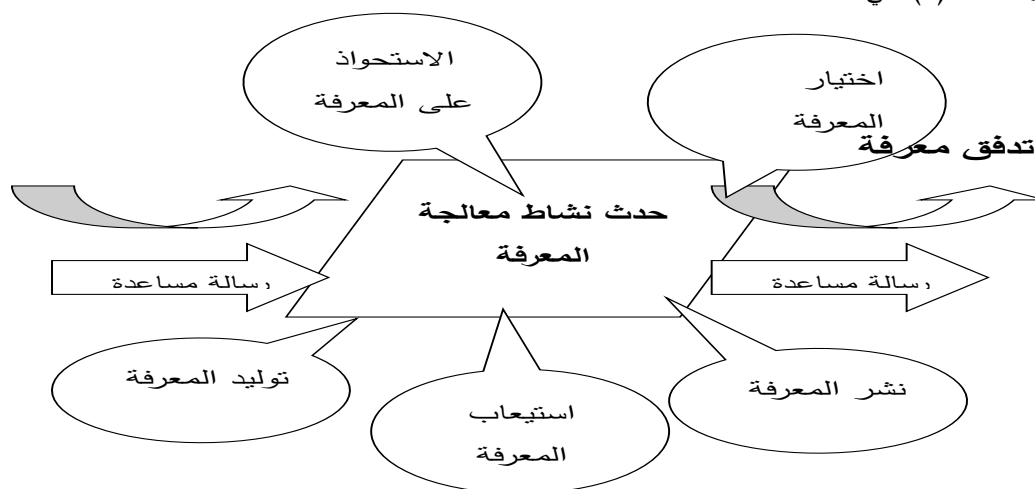 الاستحواذ
على المعرفة
اختيار
المعرفة
تدفق معرفة
حدث نشاط معالجة
المعرفة
رسالة مساعدة
رسالة مساعدة
توليد المعرفة
استيعاب
المعرفة
نشر المعرفة